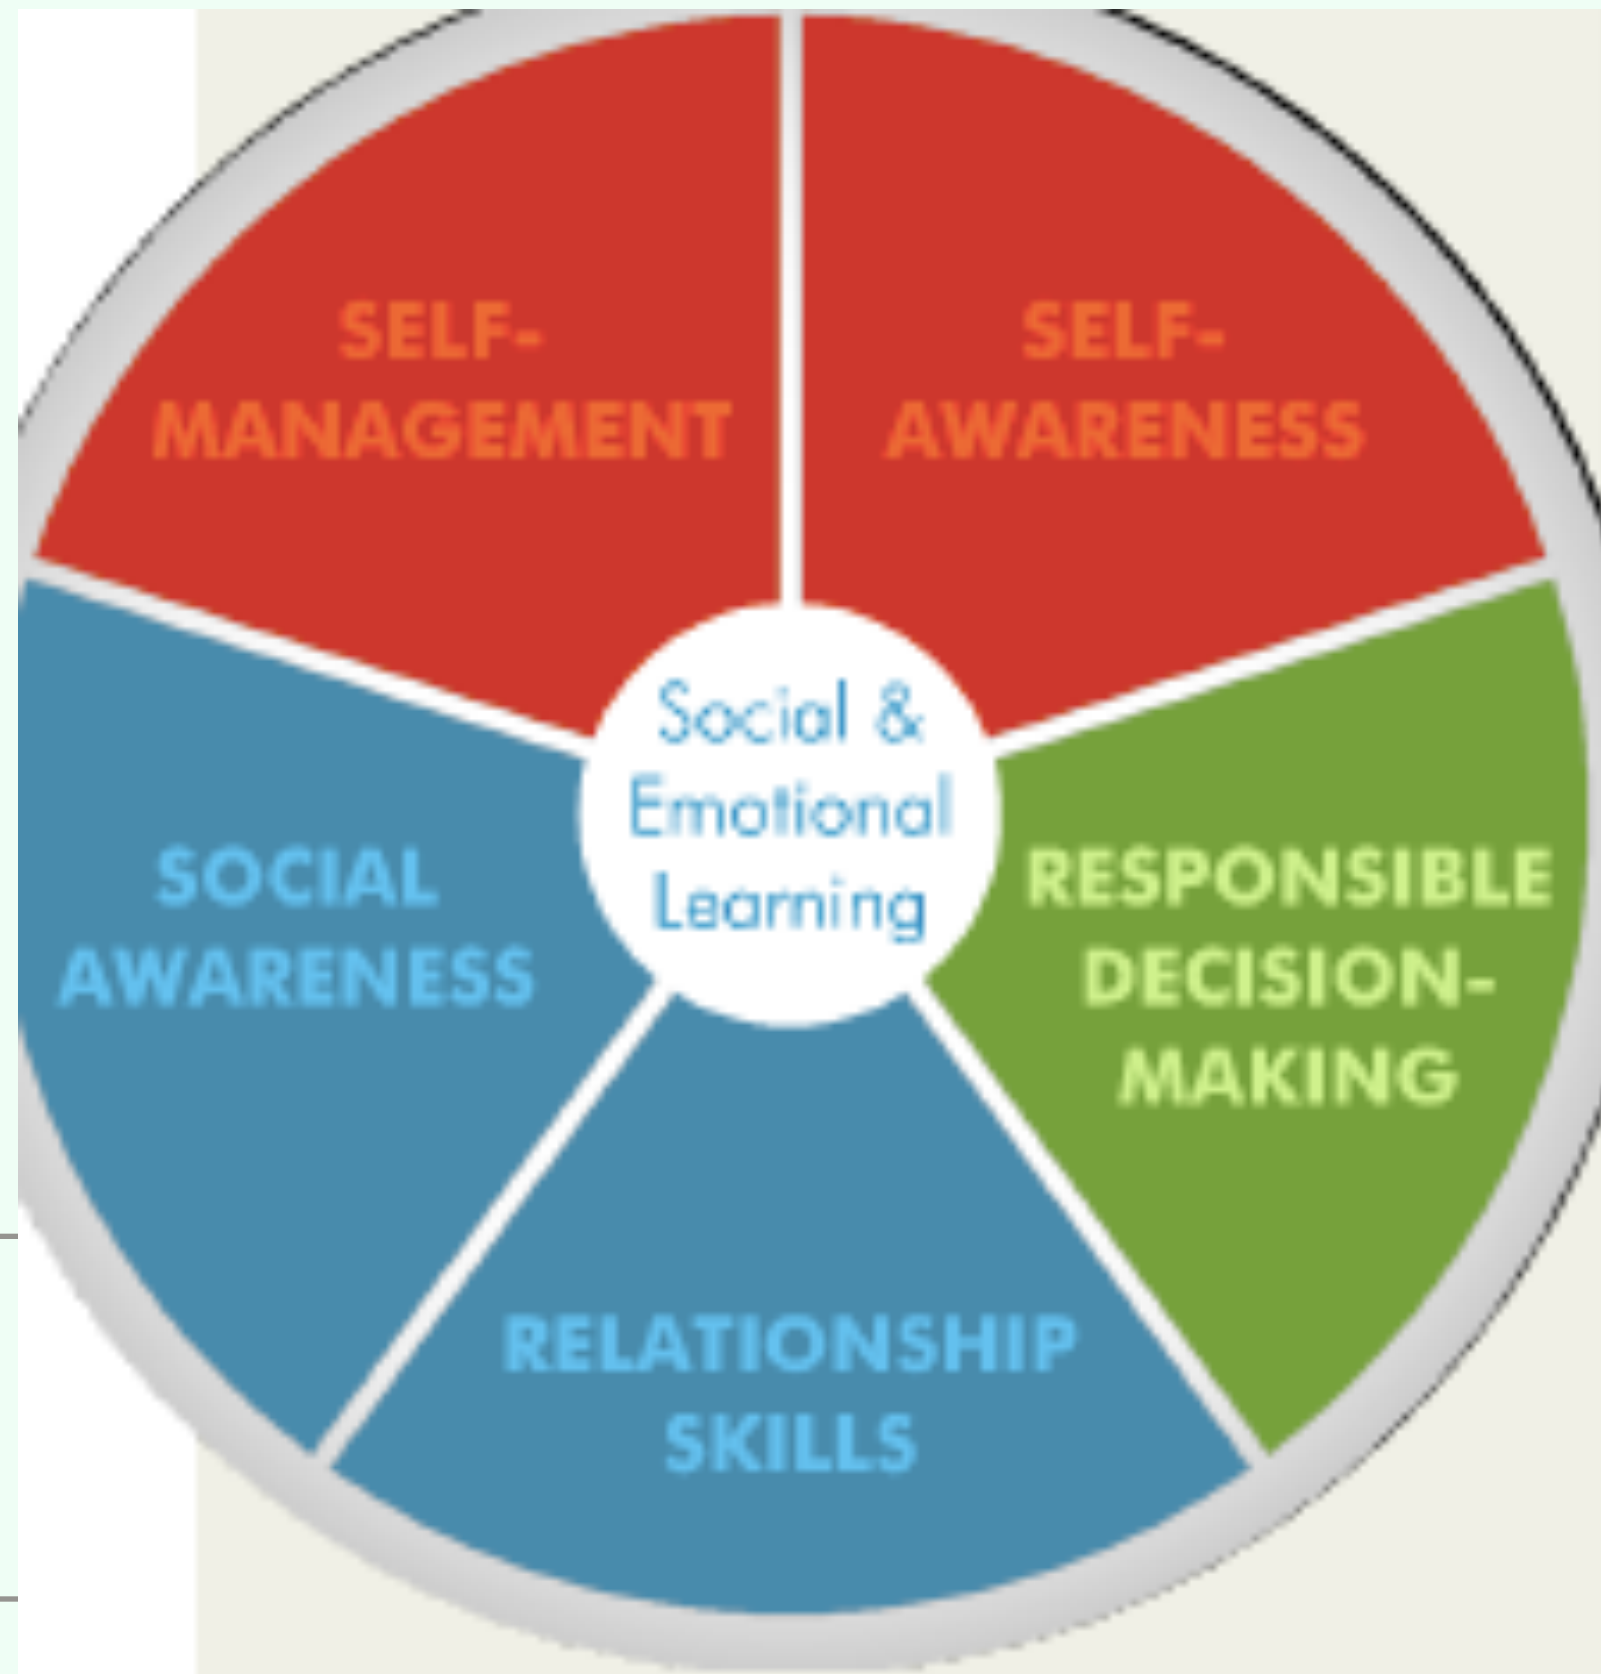 SELF-
MANAGEMENT
SELF-
AWARENESS
Social &
Emotional
Learning
SOCIAL
AWARENESS
RESPONSIBLE
DECISION-
MAKING
RELATIONSHIP
SKILLS